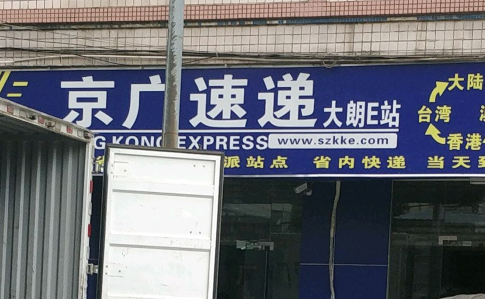 京广速递 大朗E站
G KONG EXPRESS www.szkke.com
派站点 省内快递 当天到
大陆
台湾
香港